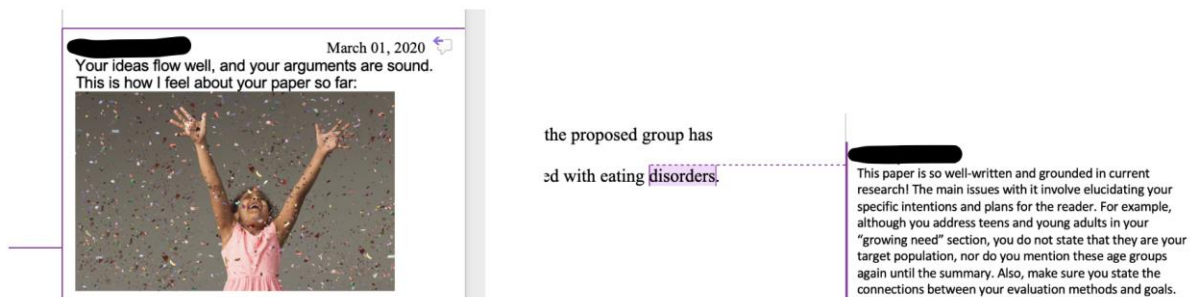 March 01, 2020
Your ideas flow well, and your arguments are sound.
This is how I feel about your paper so far:
the proposed group has
ed with eating disorders.
This paper is so well-written and grounded in current
research! The main issues with it involve elucidating your
specific intentions and plans for the reader. For example,
although you address teens and young adults in your
“growing need” section, you do not state that they are your
target population, nor do you mention these age groups
again until the summary. Also, make sure you state the
connections between your evaluation methods and goals.